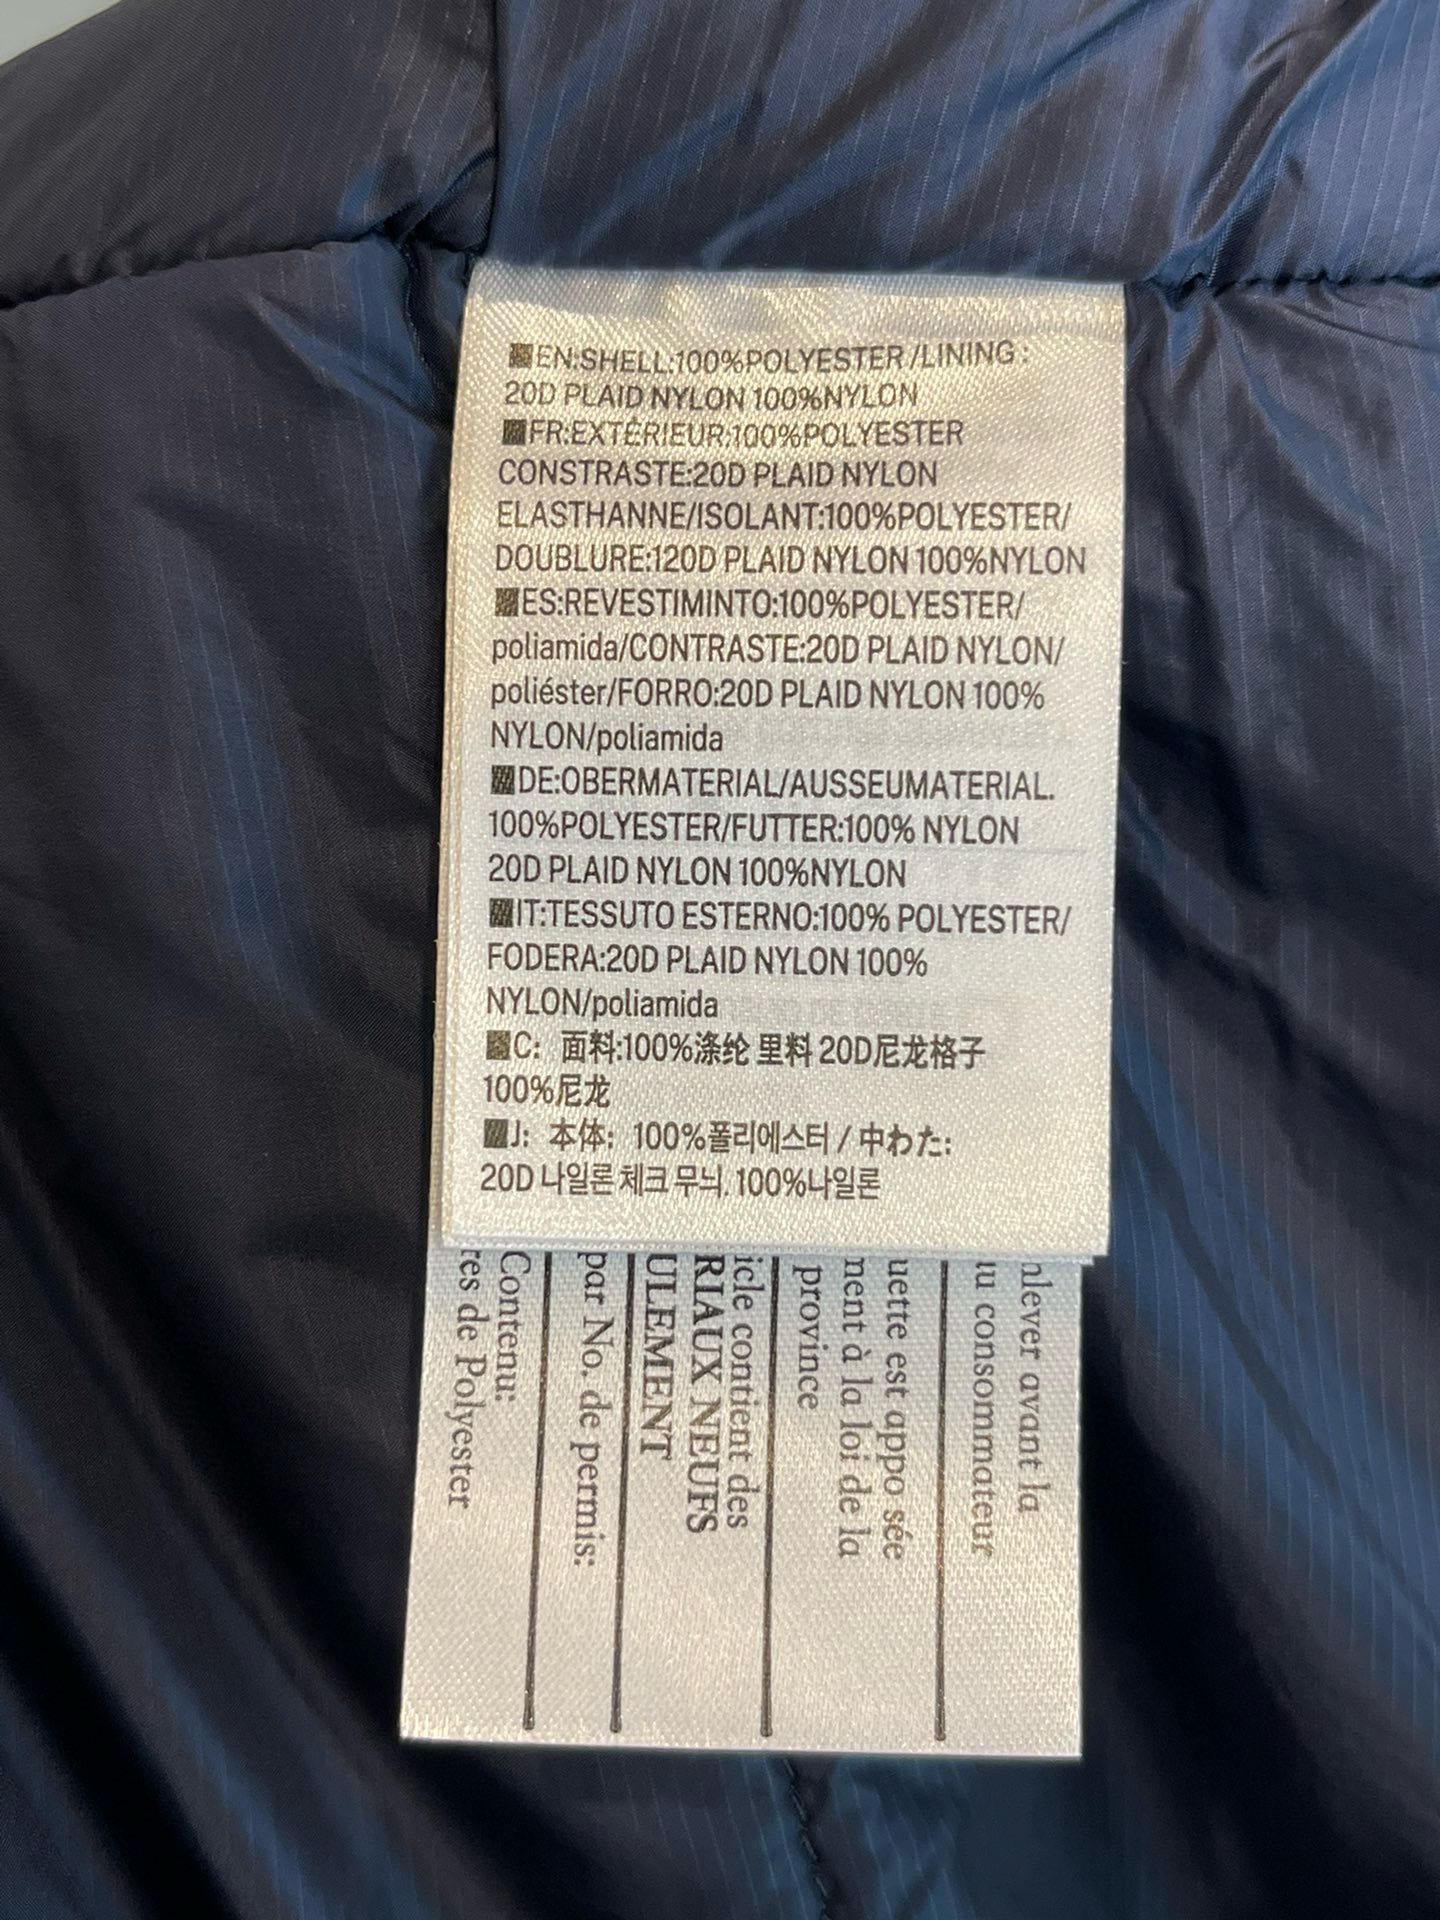 EN:SHELL:100%POLYESTER/LINING:
20D PLAID NYLON 100%NYLON
FR:EXTÉRIEUR:100%POLYESTER
CONSTRASTE:20D PLAID NYLON
ELASTHANNE/ISOLANT:100%POLYESTER/
DOUBLURE:120D PLAID NYLON 100%NYLON
ES:REVESTIMINTO:100%POLYESTER/
poliamida/CONTRASTE:20D PLAID NYLON/
poliéster/FORRO:20D PLAID NYLON 100%
NYLON/poliamida
DE:OBERMATERIAL/AUSSEUMATERIAL.
100%POLYESTER/FUTTER:100% NYLON
20D PLAID NYLON 100%NYLON
IT:TESSUTO ESTERNO:100% POLYESTER/
FODERA:20D PLAID NYLON 100%
NYLON/poliamida
C: 面料:100%涤纶 里料 20D尼龙格子
100%尼龙
J: 本体: 100%폴리에스터 / 中わた:
20D 나일론 체크 무늬. 100%나일론
nlever avant la
u consommateur
uette est appo sée
ment à la loi de la
province
icle contient des
RIAUX NEUFS
ULEMENT
par No. de permis:
Contenu:
res de Polyester